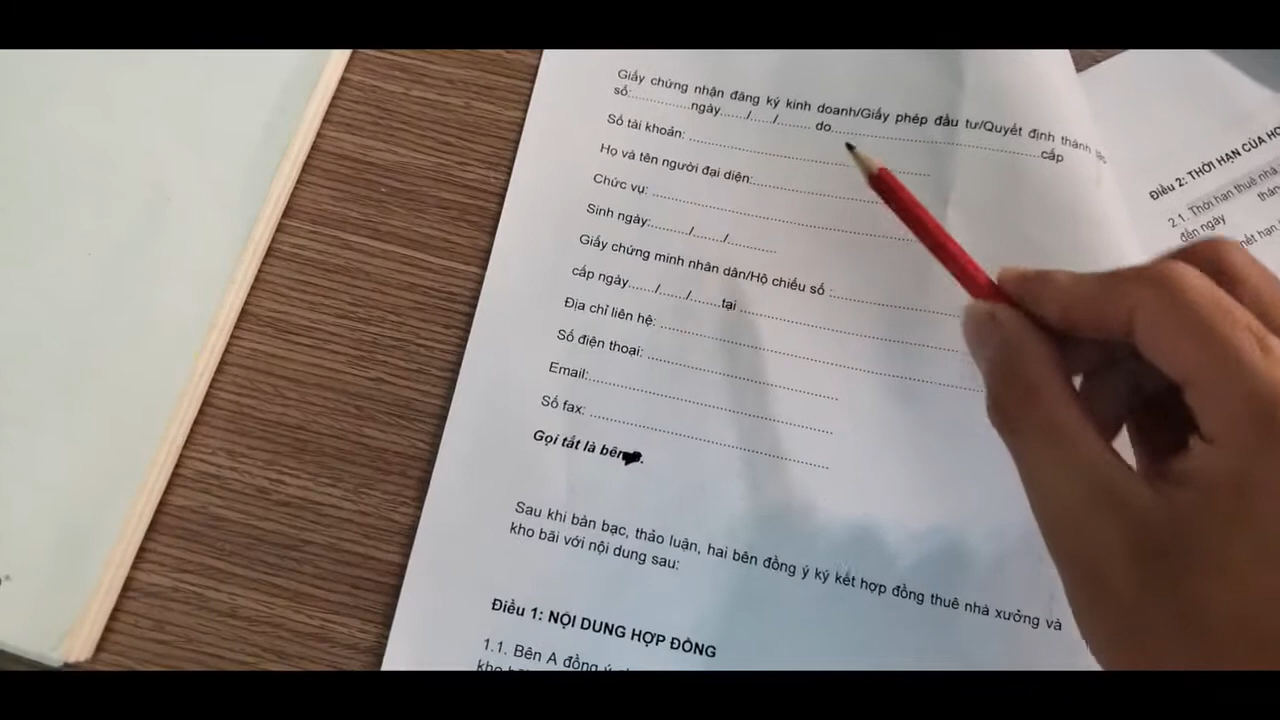 Giấy chứng nhận đăng ký kinh doanh/Giấy phép đầu tư/Quyết định thành lập
số:...............ngày......./....../......... do.....................................................cấp
Số tài khoản: ............................................................
Họ và tên người đại diện:...............................
Chức vụ: .................................................................
Sinh ngày:........../......../............
Giấy chứng minh nhân dân/Hộ chiếu số :................................
cấp ngày......./......./........tại .....................................................
Địa chỉ liên hệ: ................................................................................
Số điện thoại: ................................................
Email:............................................................
Số fax: ............................................................
Gọi tắt là bên
Sau khi bàn bạc, thảo luận, hai bên đồng ý ký kết hợp đồng thuê nhà xưởng và
kho bãi với nội dung sau:
Điều 1: NỘI DUNG HỢP ĐỒNG
1.1. Bên A đồng ý
kho
Điều 2: THỜI HẠN CỦA
2.1. Thời hạn thuê nhà
đến ngày
hết hạn